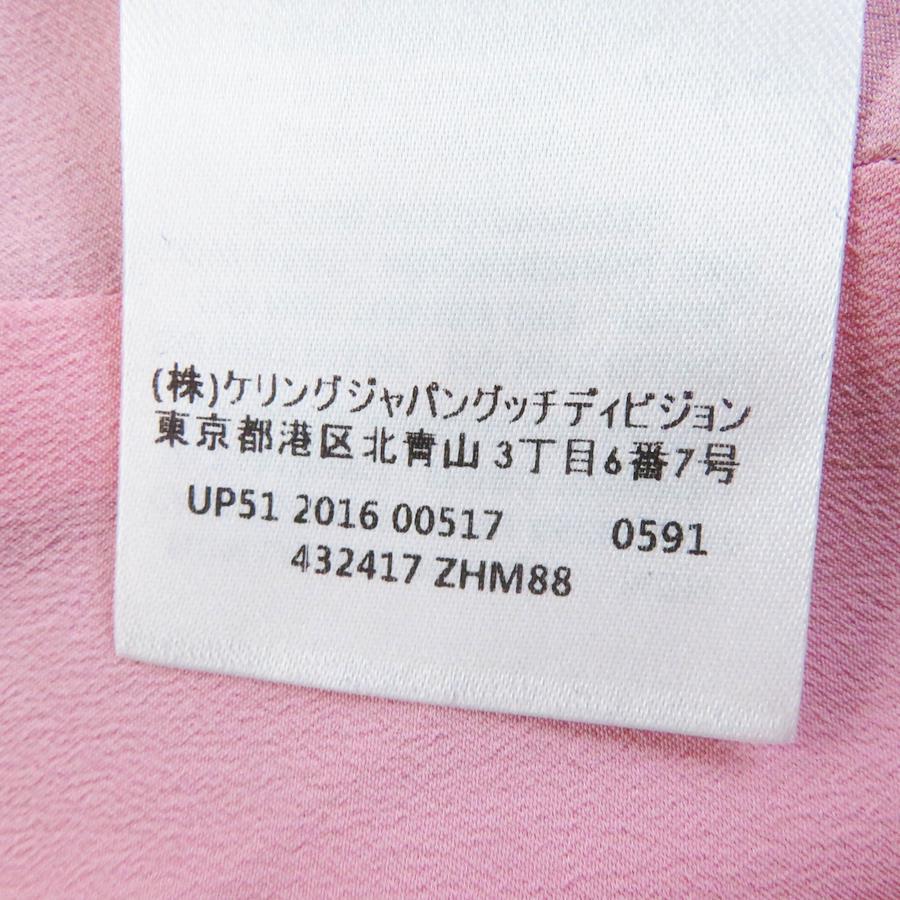 (株)ケリングジャパングッチディビジョン
東京都港区北青山 3丁目6番7号
UP51 2016 00517 0591
432417 ZHM88